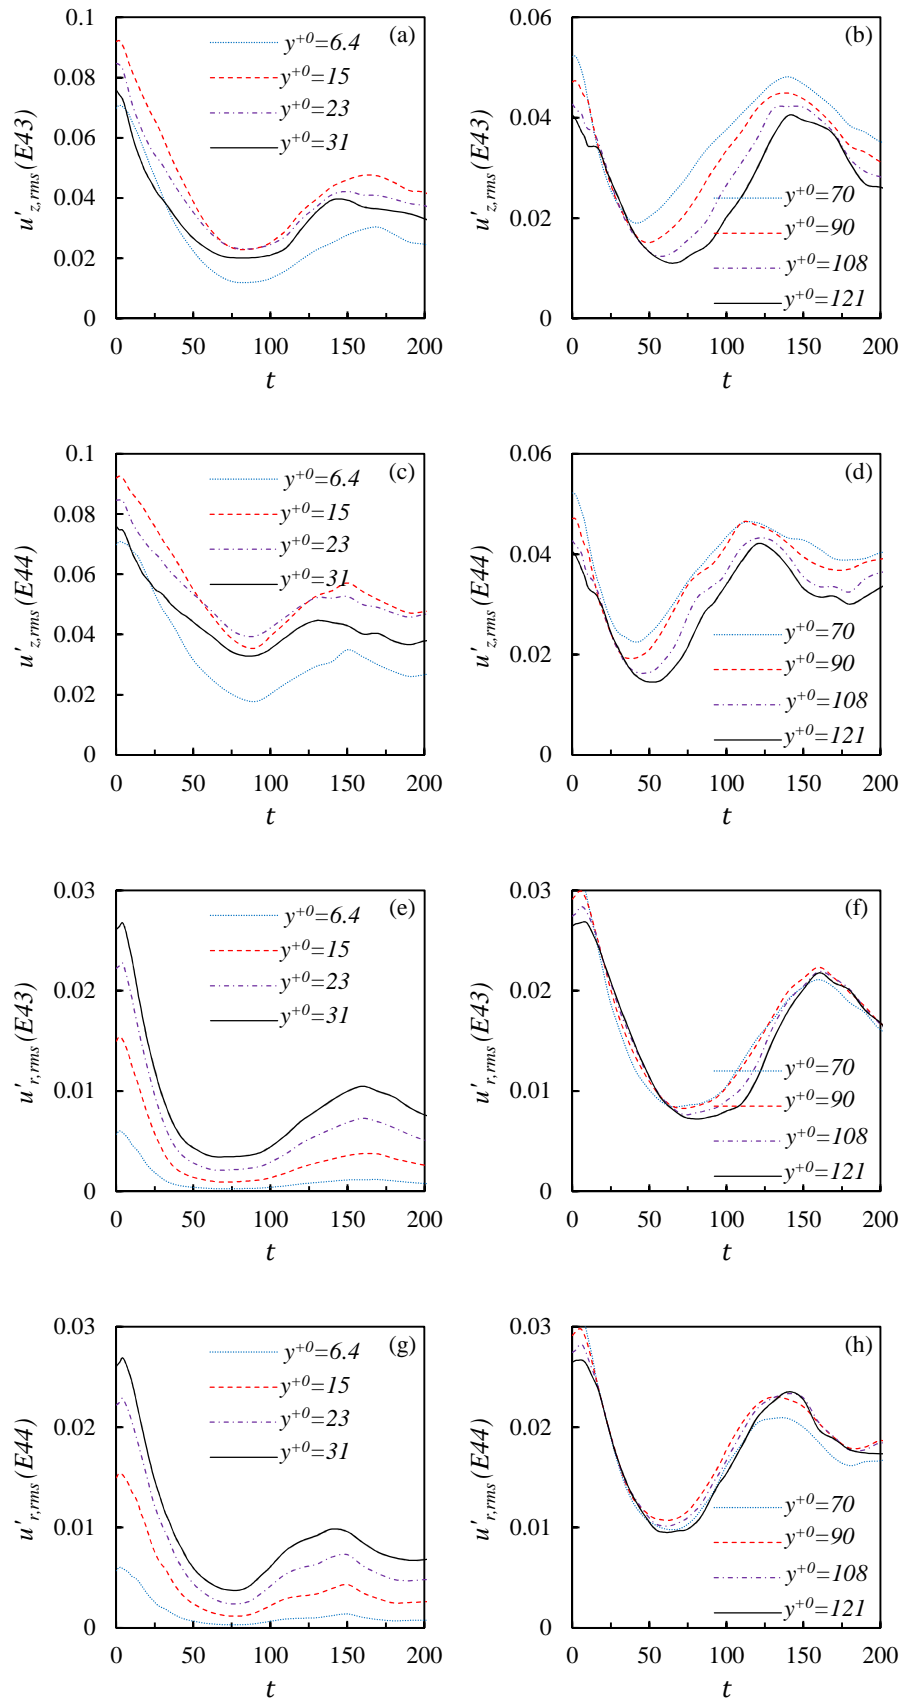 (a)
u'z,rms(E43)
0.1
0.08
0.06
0.04
0.02
0
y+0=6.4
y+0=15
y+0=23
y+0=31
0 50 100 150 200
t
(b)
u'z,rms(E43)
0.06
0.04
0.02
0
y+0=70
y+0=90
y+0=108
y+0=121
0 50 100 150 200
t
(c)
u'z,rms(E44)
0.1
0.08
0.06
0.04
0.02
0
y+0=6.4
y+0=15
y+0=23
y+0=31
0 50 100 150 200
t
(d)
u'z,rms(E44)
0.06
0.04
0.02
0
y+0=70
y+0=90
y+0=108
y+0=121
0 50 100 150 200
t
(e)
u'r,rms(E43)
0.03
0.02
0.01
0
y+0=6.4
y+0=15
y+0=23
y+0=31
0 50 100 150 200
t
(f)
u'r,rms(E43)
0.03
0.02
0.01
0
y+0=70
y+0=90
y+0=108
y+0=121
0 50 100 150 200
t
(g)
u'r,rms(E44)
0.03
0.02
0.01
0
y+0=6.4
y+0=15
y+0=23
y+0=31
0 50 100 150 200
t
(h)
u'r,rms(E44)
0.03
0.02
0.01
0
y+0=70
y+0=90
y+0=108
y+0=121
0 50 100 150 200
t